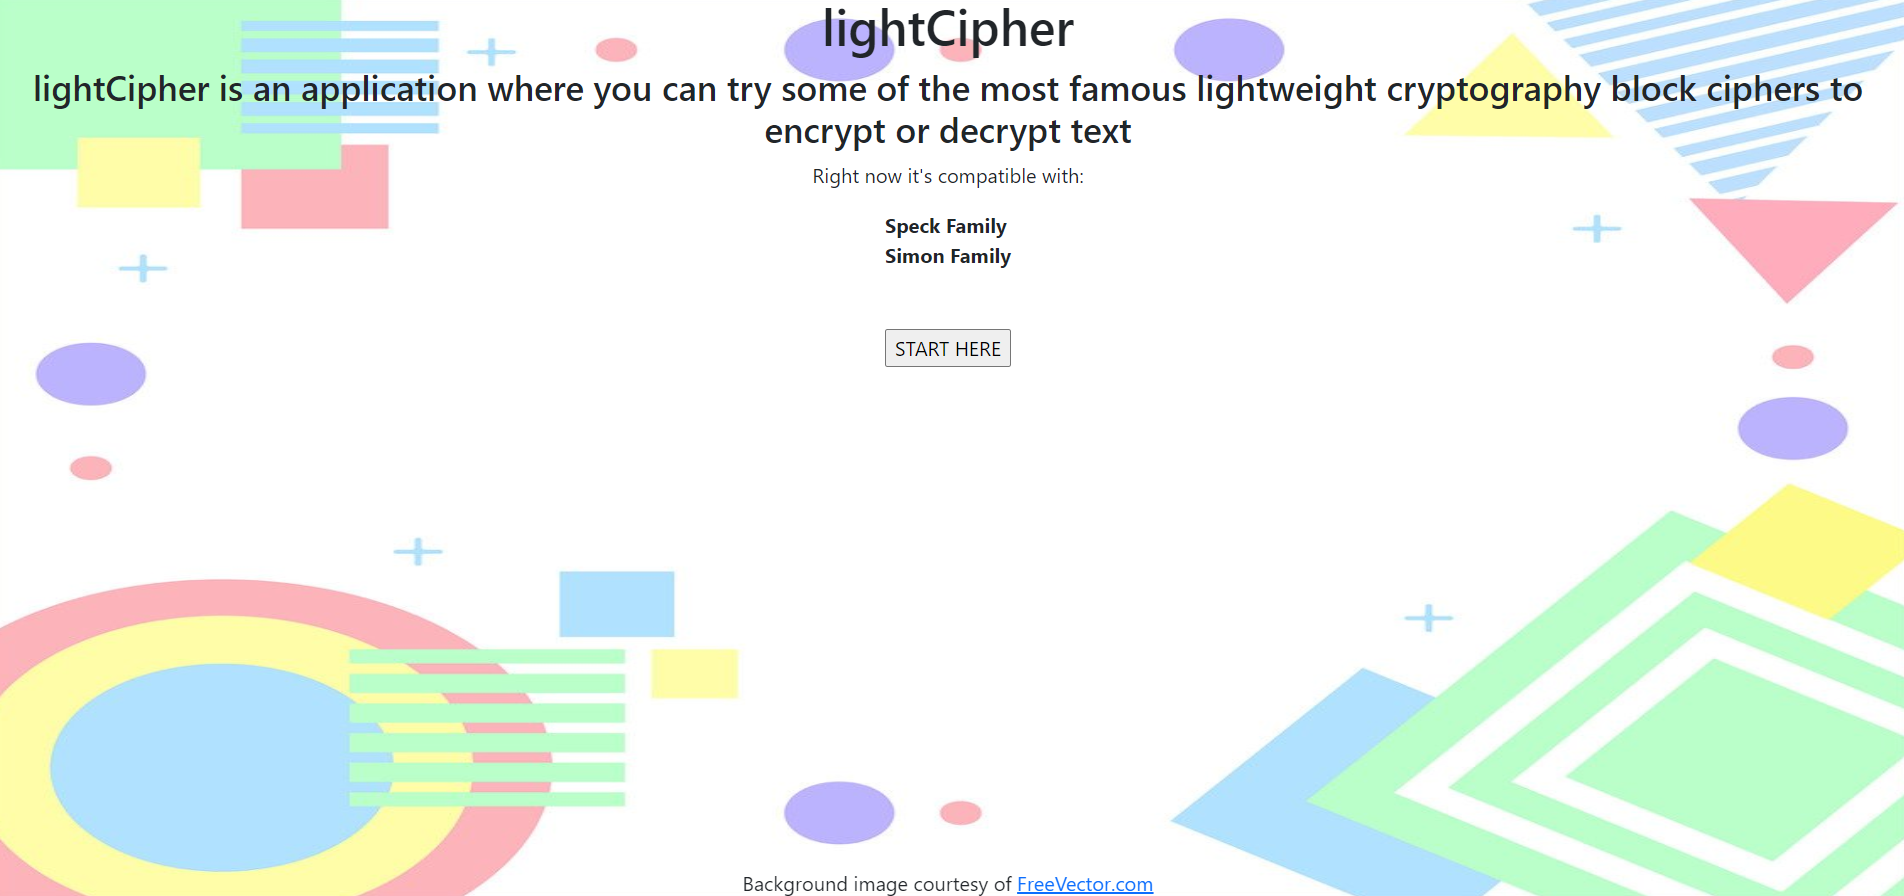 lightCipher
lightCipher is an application where you can try some of the most famous lightweight cryptography block ciphers to
encrypt or decrypt text
Right now it's compatible with:
Speck Family
Simon Family
START HERE
Background image courtesy of FreeVector.com